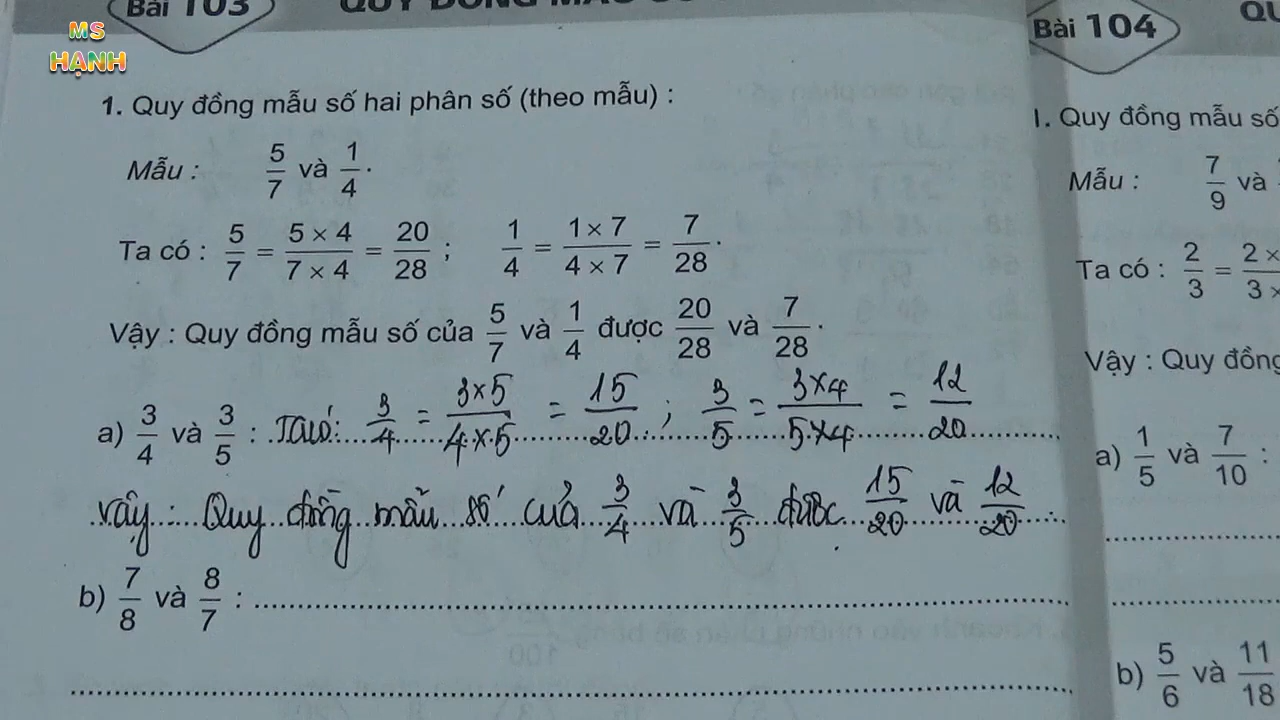 MS
HẠNH
Bài 103
Bài 104
1. Quy đồng mẫu số hai phân số (theo mẫu) :
Mẫu : 5/7 và 1/4.
Ta có : 5/7 = 5 × 4/7 × 4 = 20/28 ; 1/4 = 1 × 7/4 × 7 = 7/28.
Vậy : Quy đồng mẫu số của 5/7 và 1/4 được 20/28 và 7/28.
a) 3/4 và 3/5 : Ta có: 3/4 = 3×5/4×5 = 15/20 ; 3/5 = 3×4/5×4 = 12/20
Vậy : Quy đồng mẫu số của 3/4 và 3/5 được 15/20 và 12/20
b) 7/8 và 8/7 :
1. Quy đồng mẫu số
Mẫu : 7/9 và
Ta có : 2/3 = 2 ×/3 ×
Vậy : Quy đồng
a) 1/5 và 7/10 :
b) 5/6 và 11/18